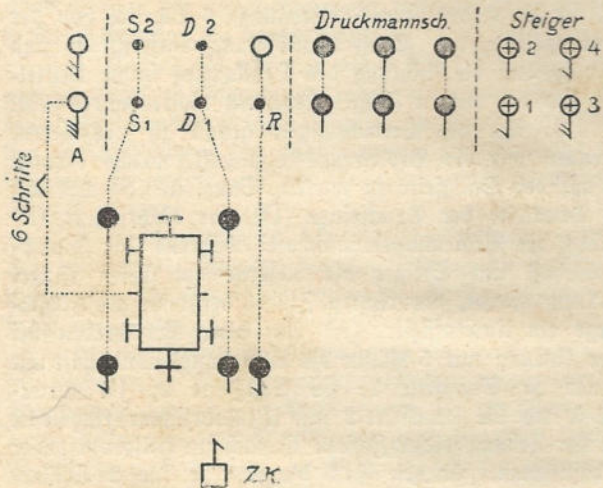 Druckmannsch. Steiger
S2 D2 2 4
S1 D1 R 1 3
A
6 Schritte
Z.K.